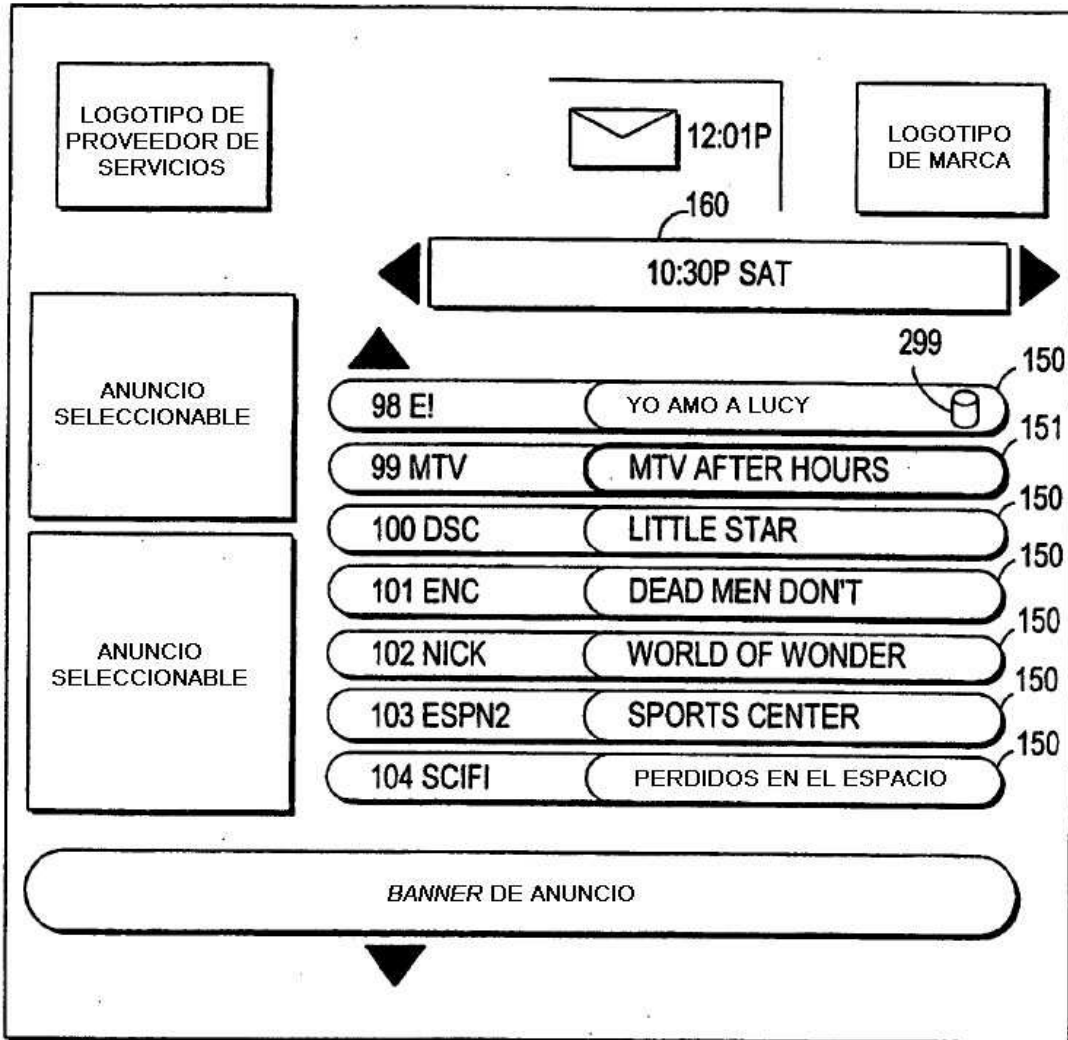 LOGOTIPO DE
PROVEEDOR DE
SERVICIOS
12:01P
LOGOTIPO
DE MARCA
160
10:30P SAT
ANUNCIO
SELECCIONABLE
299
150
98 E! YO AMO A LUCY
151
99 MTV MTV AFTER HOURS
150
100 DSC LITTLE STAR
150
101 ENC DEAD MEN DON'T
150
102 NICK WORLD OF WONDER
150
103 ESPN2 SPORTS CENTER
150
104 SCIFI PERDIDOS EN EL ESPACIO
ANUNCIO
SELECCIONABLE
BANNER DE ANUNCIO